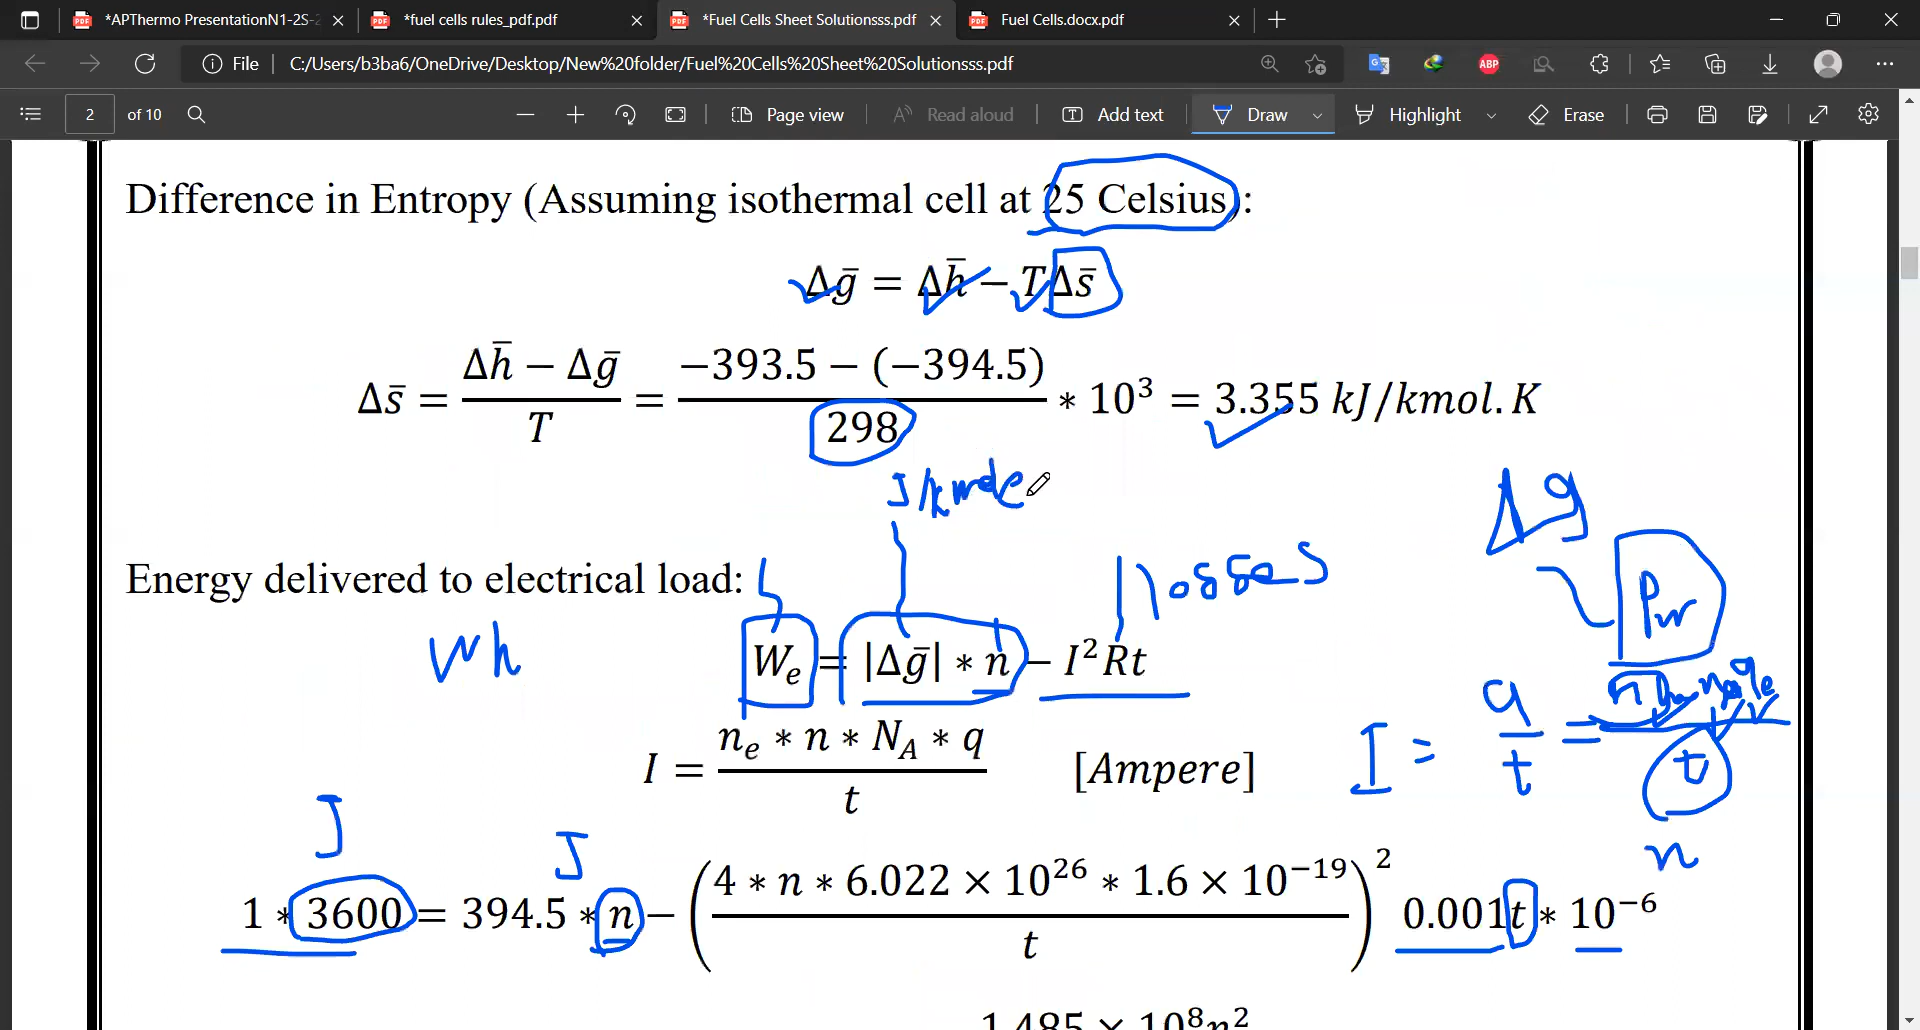 *APThermo PresentationN1-2S-2
*fuel cells rules_pdf.pdf
*Fuel Cells Sheet Solutionsss.pdf
Fuel Cells.docx.pdf
File
C:/Users/b3ba6/OneDrive/Desktop/New%20folder/Fuel%20Cells%20Sheet%20Solutionsss.pdf
ABP
2 of 10
Page view
Read aloud
Add text
Draw
Highlight
Erase
Difference in Entropy (Assuming isothermal cell at 25 Celsius):
Δḡ = Δh̄ − TΔs̄
Δs̄ = (Δh̄ − Δḡ)/T = (−393.5 − (−394.5))/298 * 10³ = 3.355 kJ/kmol.K
J/kmole
Δg
Energy delivered to electrical load:
losses
Pw
Wh
Wₑ = |Δḡ| * n − I²Rt
I = (nₑ * n * N_A * q)/t [Ampere]
I = q/t =
t
n
J
J
1 * 3600 = 394.5 * n − ((4 * n * 6.022 × 10²⁶ * 1.6 × 10⁻¹⁹)/t)² 0.001t * 10⁻⁶
1.485 × 10⁸n²